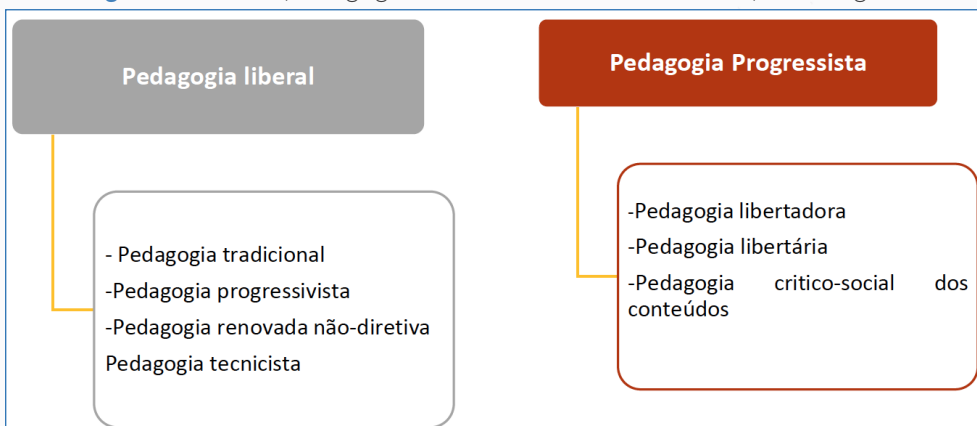 Pedagogia liberal
- Pedagogia tradicional
-Pedagogia progressivista
-Pedagogia renovada não-diretiva
Pedagogia tecnicista
Pedagogia Progressista
-Pedagogia libertadora
-Pedagogia libertária
-Pedagogia critico-social dos
conteúdos